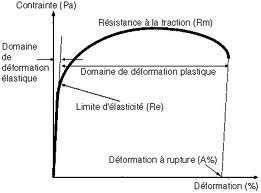 Contrainte (Pa)
Résistance à la traction (Rm)
Domaine
de
déformation
élastique
Domaine de déformation plastique
Limite d'élasticité (Re)
Déformation à rupture (A%)
Déformation (%)